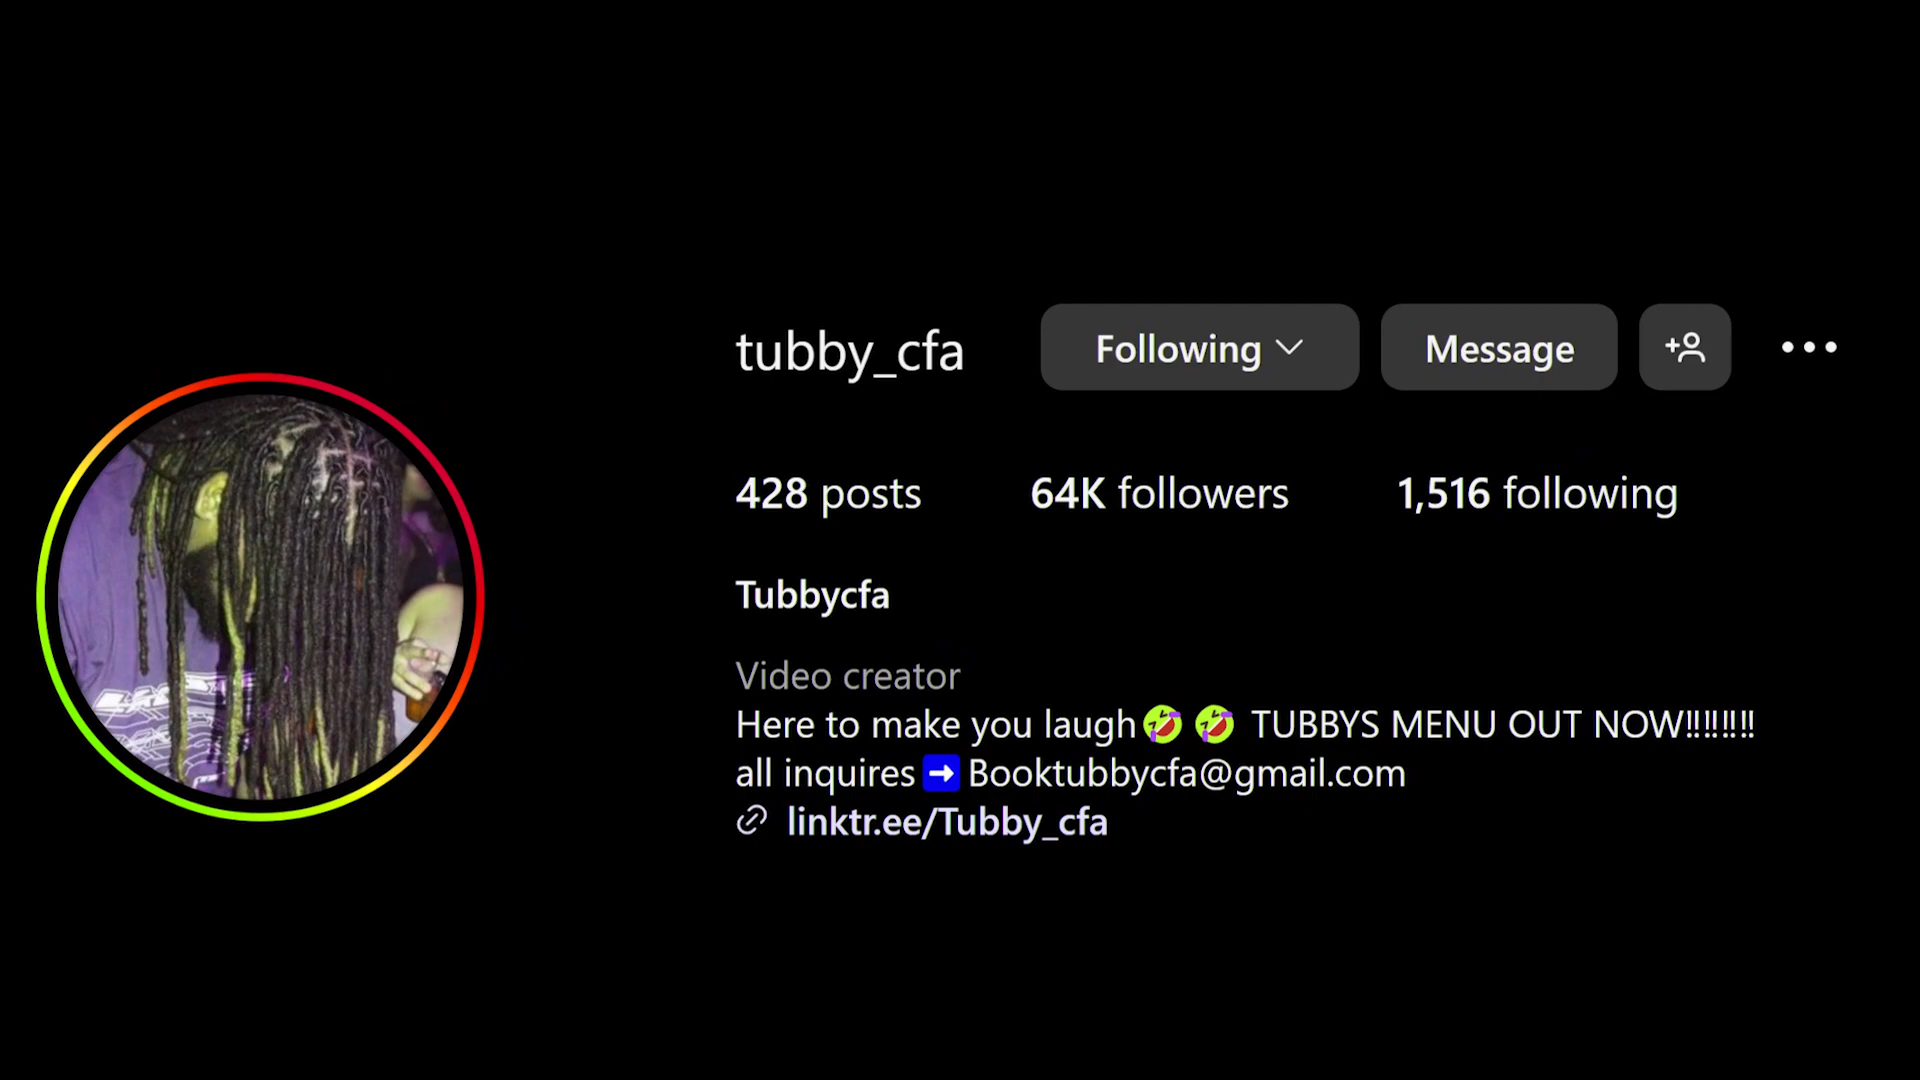 tubby_cfa Following Message
428 posts 64K followers 1,516 following
Tubbycfa
Video creator
Here to make you laugh🤣🤣 TUBBYS MENU OUT NOW‼️‼️‼️‼️
all inquires➡️Booktubbycfa@gmail.com
linktr.ee/Tubby_cfa